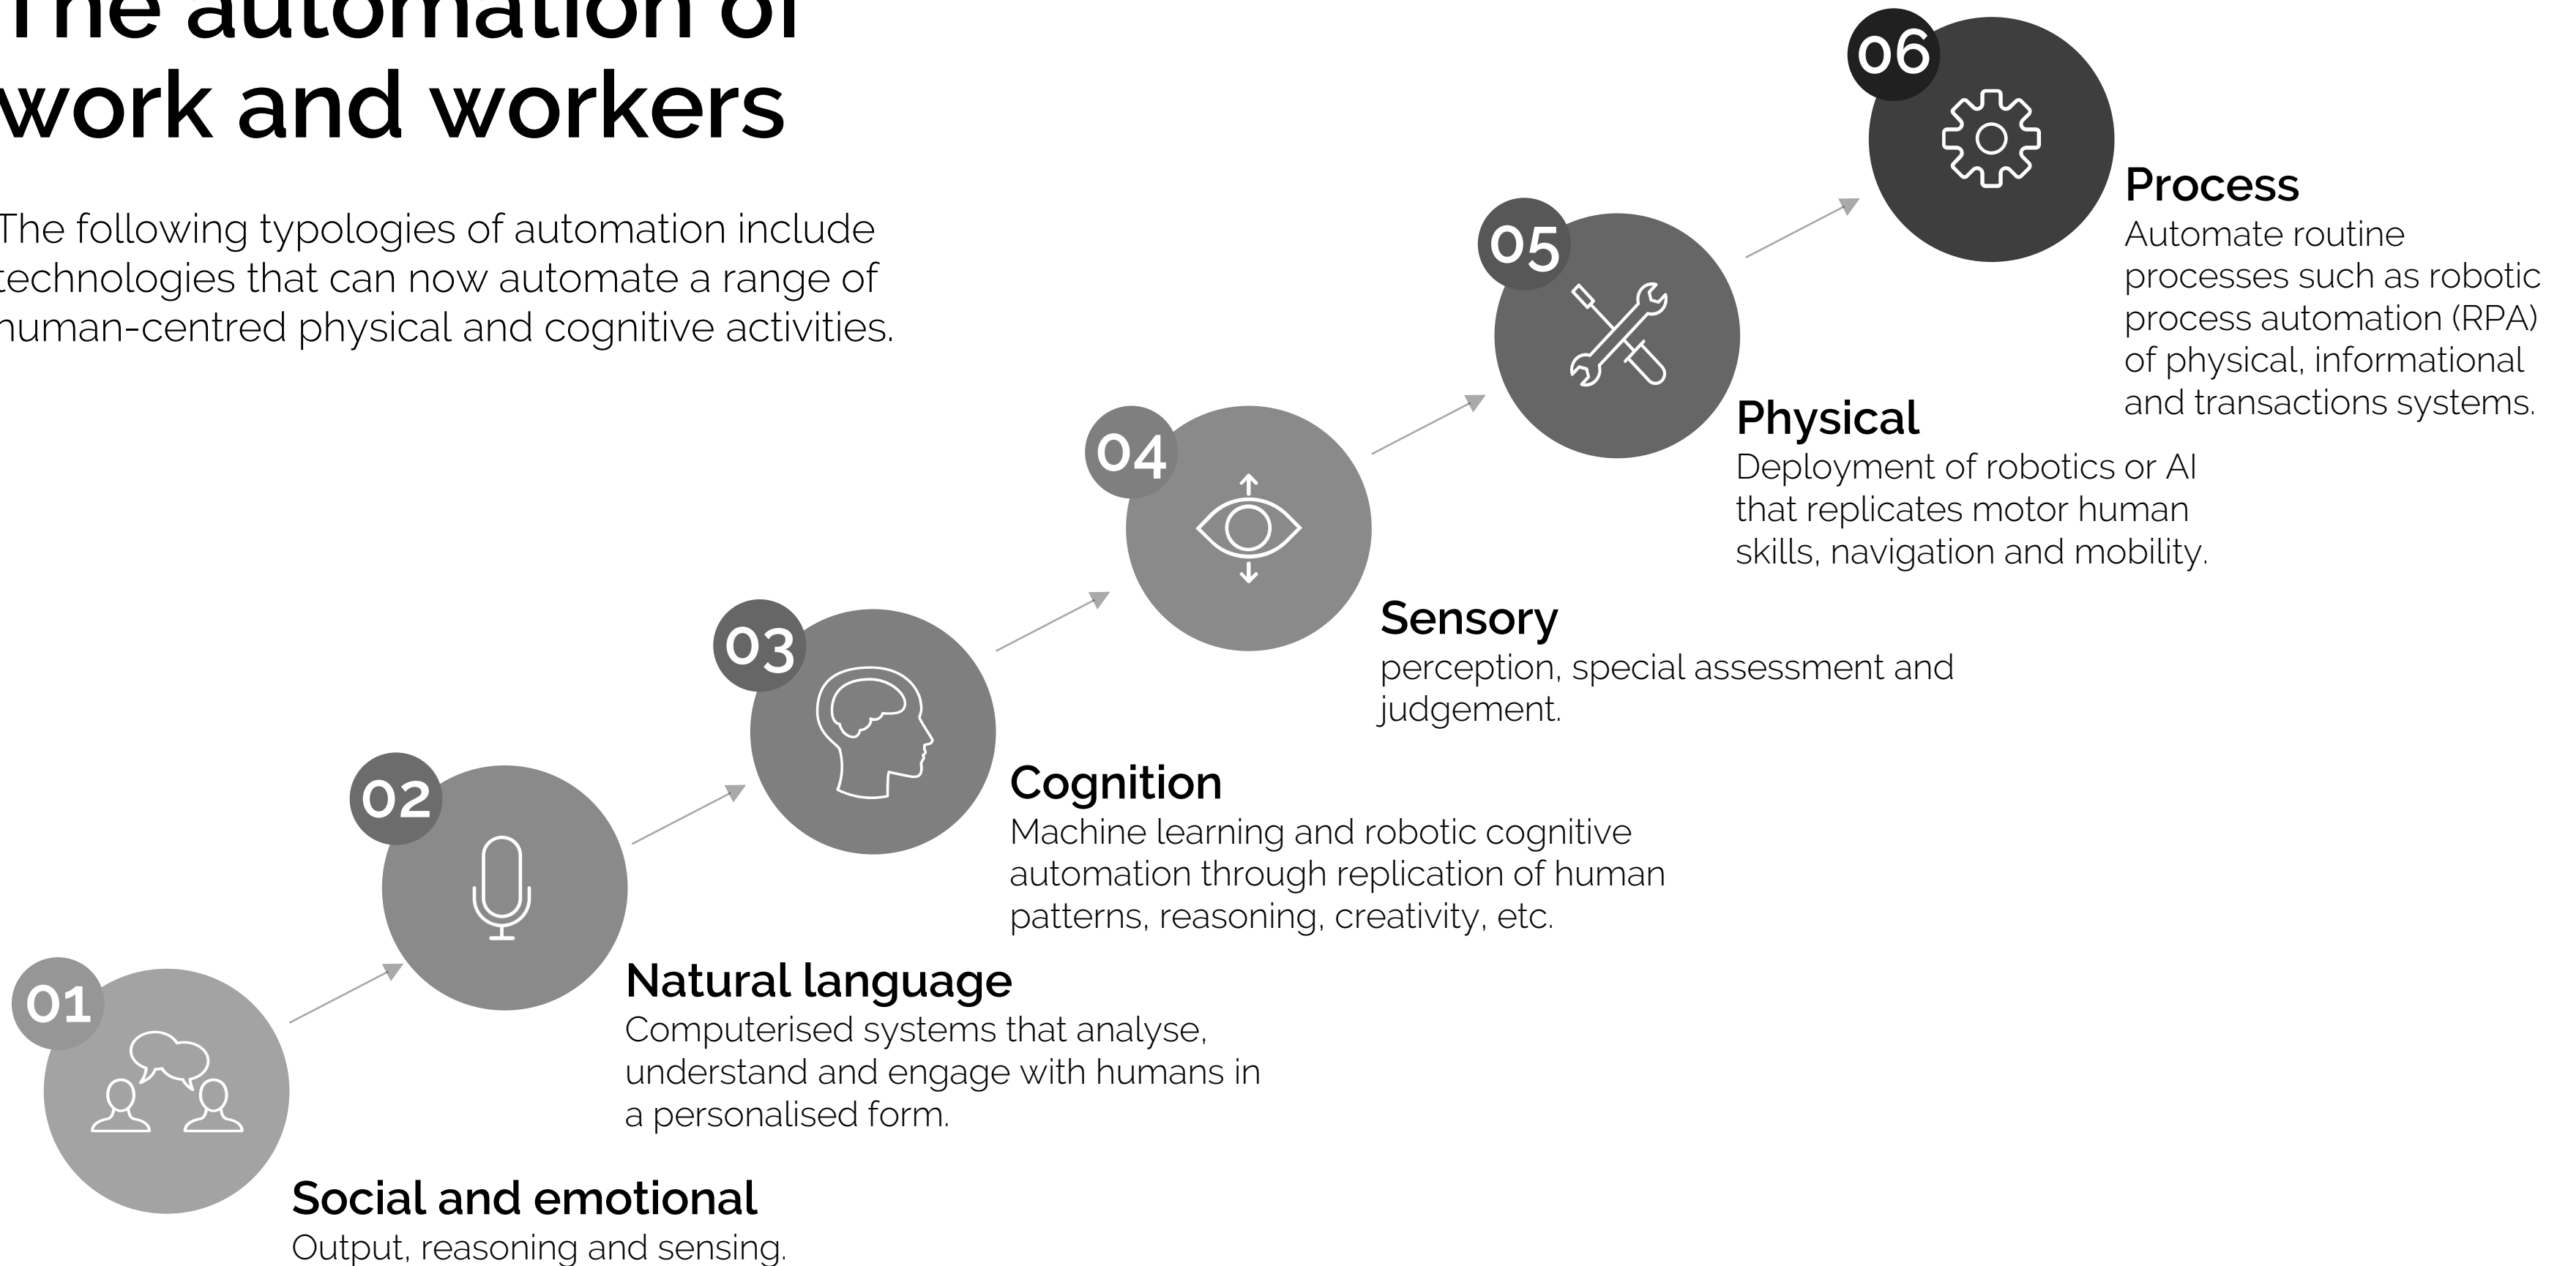 The automation of
work and workers
The following typologies of automation include
technologies that can now automate a range of
human-centred physical and cognitive activities.
01
Social and emotional
Output, reasoning and sensing.
02
Natural language
Computerised systems that analyse,
understand and engage with humans in
a personalised form.
03
Cognition
Machine learning and robotic cognitive
automation through replication of human
patterns, reasoning, creativity, etc.
04
Sensory
perception, special assessment and
judgement.
05
Physical
Deployment of robotics or AI
that replicates motor human
skills, navigation and mobility.
06
Process
Automate routine
processes such as robotic
process automation (RPA)
of physical, informational
and transactions systems.